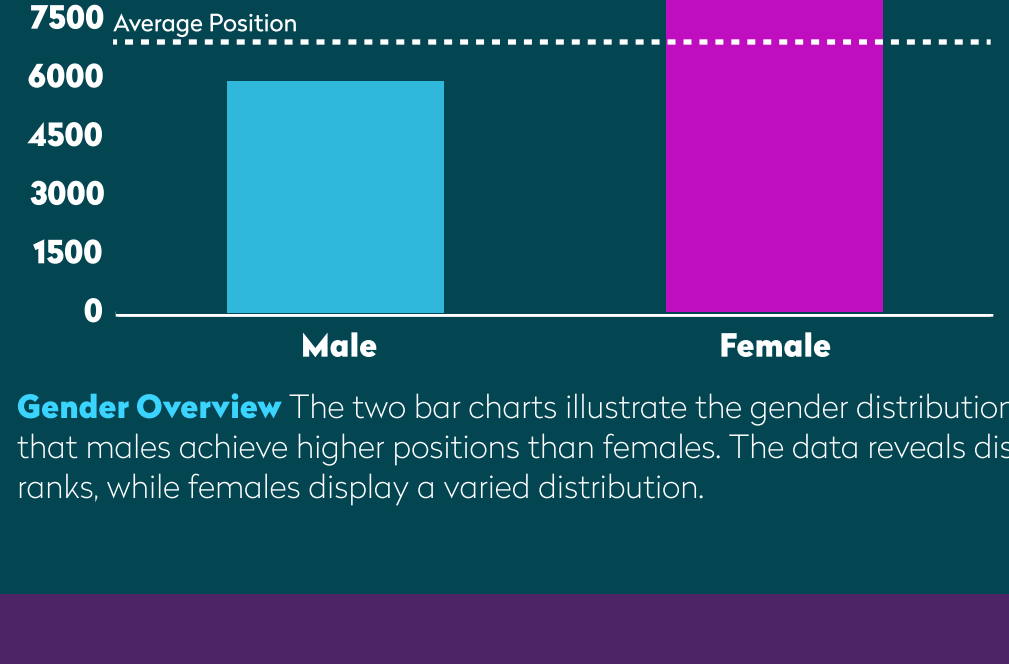 7500 Average Position
6000
4500
3000
1500
0
Male Female
Gender Overview The two bar charts illustrate the gender distribution
that males achieve higher positions than females. The data reveals
ranks, while females display a varied distribution.